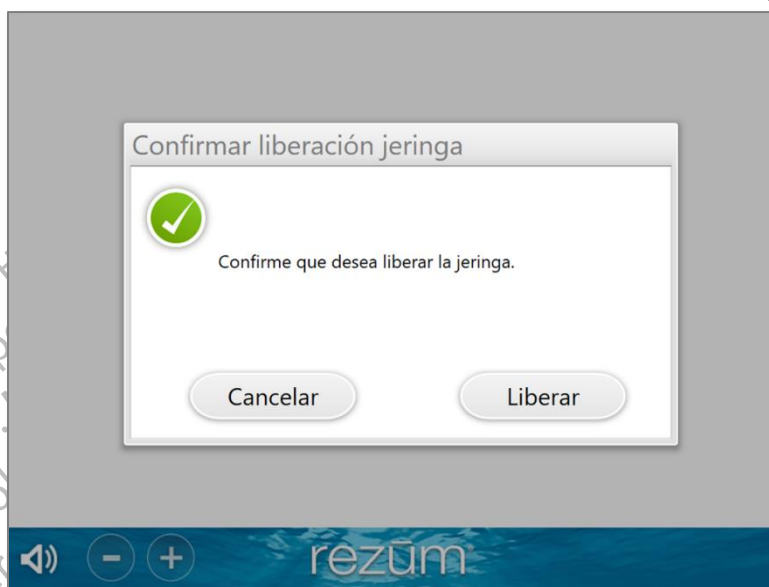 Confirmar liberación jeringa
Confirme que desea liberar la jeringa.
Cancelar
Liberar
rezūm